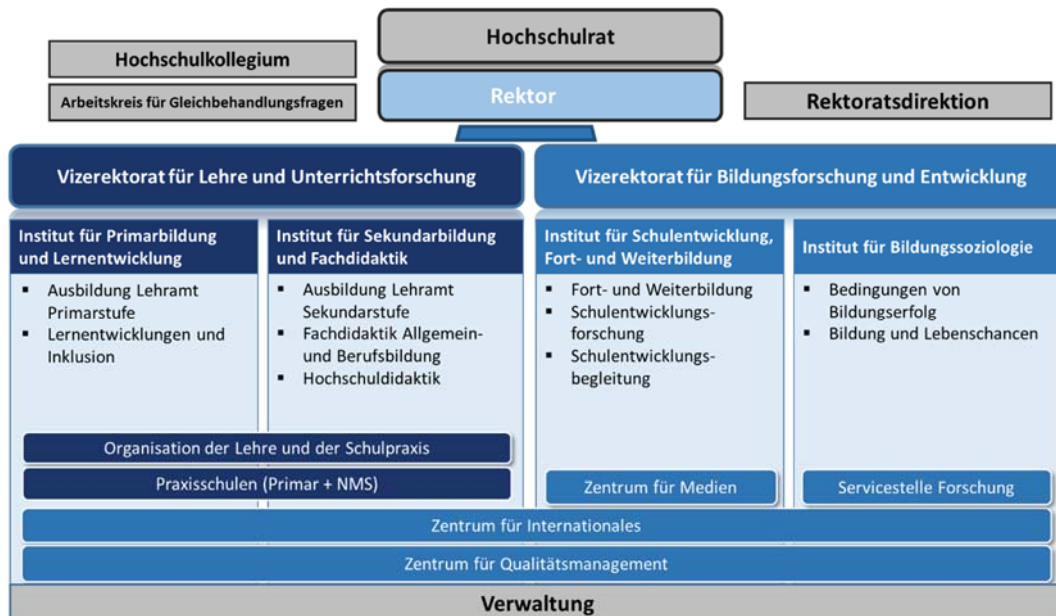 Hochschulrat
Hochschulkollegium
Rektor
Arbeitskreis für Gleichbehandlungsfragen
Rektoratsdirektion
Vizerektorat für Lehre und Unterrichtsforschung
Vizerektorat für Bildungsforschung und Entwicklung
Institut für Primarbildung
und Lernentwicklung
▪ Ausbildung Lehramt
Primarstufe
▪ Lernentwicklungen und
Inklusion
Institut für Sekundarbildung
und Fachdidaktik
▪ Ausbildung Lehramt
Sekundarstufe
▪ Fachdidaktik Allgemein-
und Berufsbildung
▪ Hochschuldidaktik
Institut für Schulentwicklung,
Fort- und Weiterbildung
▪ Fort- und Weiterbildung
▪ Schulentwicklungs-
forschung
▪ Schulentwicklungs-
begleitung
Institut für Bildungssoziologie
▪ Bedingungen von
Bildungserfolg
▪ Bildung und Lebenschancen
Organisation der Lehre und der Schulpraxis
Praxisschulen (Primar + NMS)
Zentrum für Medien
Servicestelle Forschung
Zentrum für Internationales
Zentrum für Qualitätsmanagement
Verwaltung